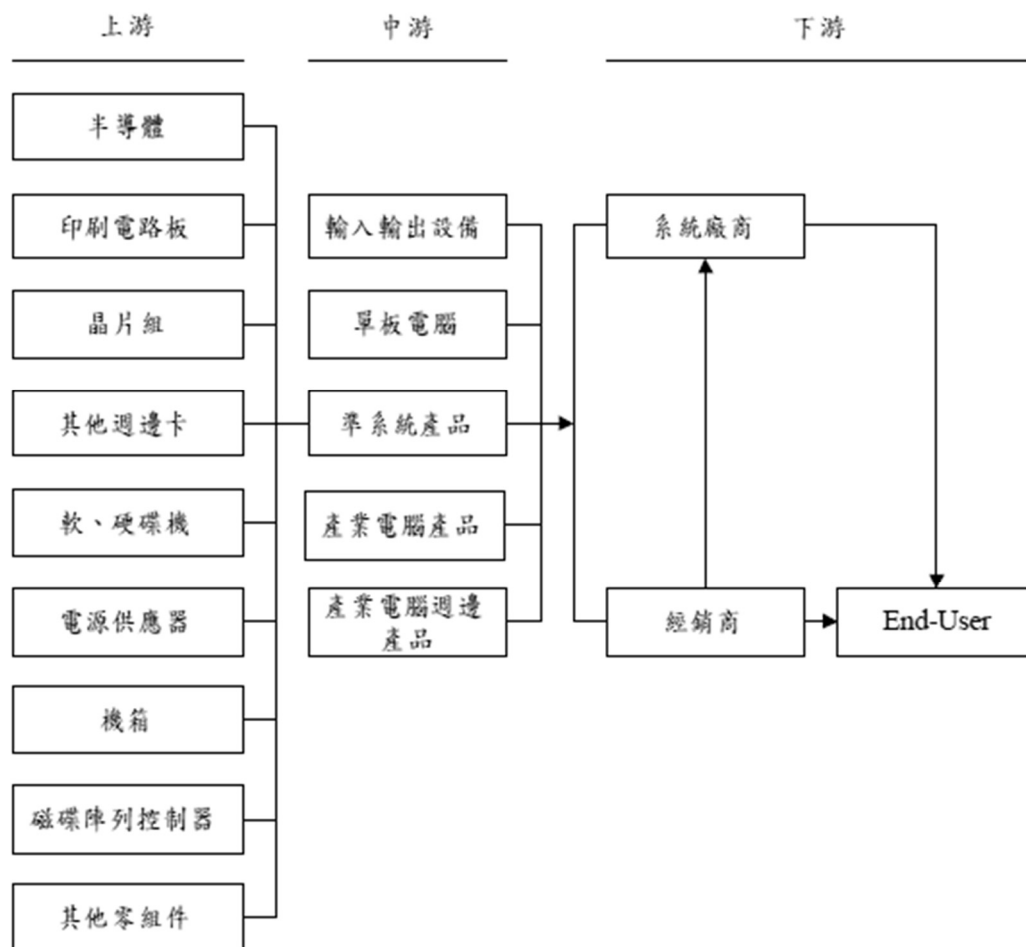 上游
中游
下游
半導體
印刷電路板
晶片組
其他週邊卡
軟、硬碟機
電源供應器
機箱
磁碟陣列控制器
其他零組件
輸入輸出設備
單板電腦
準系統產品
產業電腦產品
產業電腦週邊
產品
系統廠商
經銷商
End-User